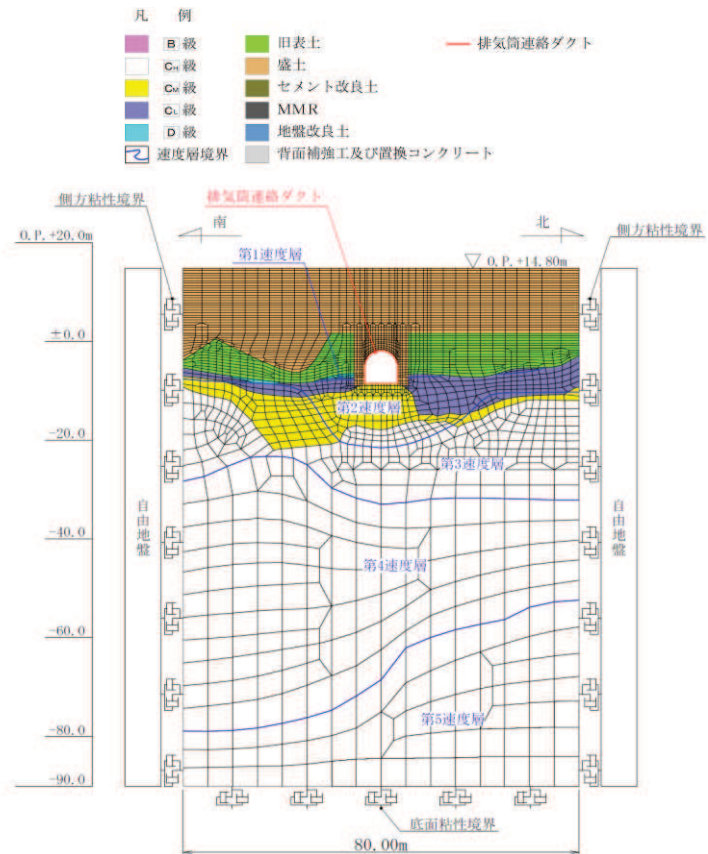 凡 例
B 級
CH 級
CM 級
CL 級
D 級
速度層境界
旧表土
盛土
セメント改良土
MMR
地盤改良土
背面補強工及び置換コンクリート
排気筒連絡ダクト
側方粘性境界
排気筒連絡ダクト
南
北
側方粘性境界
O.P.+20.0m
O.P.+14.80m
第1速度層
±0.0
第2速度層
-20.0
第3速度層
自由地盤
自由地盤
-40.0
第4速度層
-60.0
第5速度層
-80.0
-90.0
底面粘性境界
80.00m